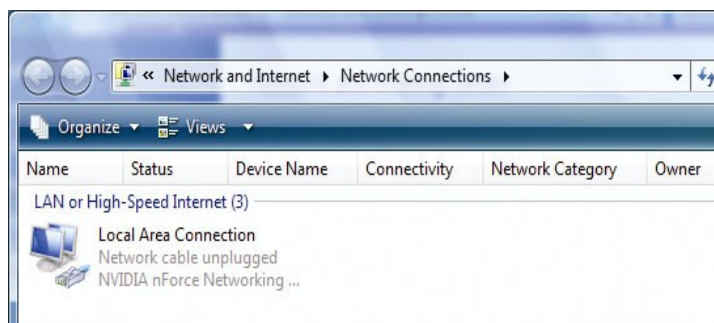 « Network and Internet ▸ Network Connections ▸
Organize Views
Name Status Device Name Connectivity Network Category Owner
LAN or High-Speed Internet (3)
Local Area Connection
Network cable unplugged
NVIDIA nForce Networking ...